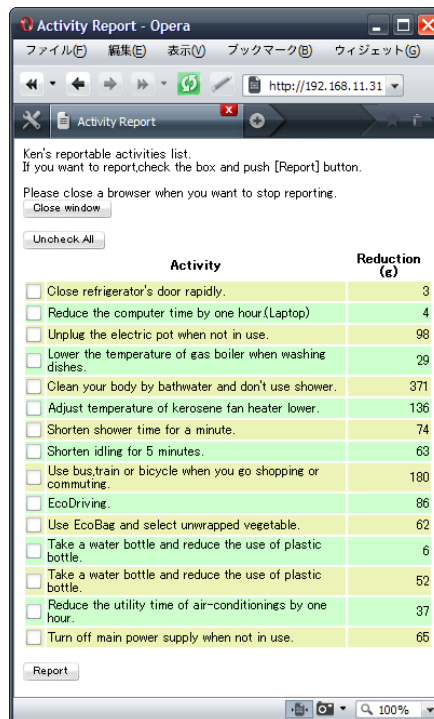 Activity Report - Opera
ファイル(F) 編集(E) 表示(V) ブックマーク(B) ウィジェット(G)
http://192.168.11.31
Activity Report
Ken's reportable activities list.
If you want to report,check the box and push [Report] button.
Please close a browser when you want to stop reporting.
Close window
Uncheck All
Activity Reduction
(g)
Close refrigerator's door rapidly. 3
Reduce the computer time by one hour.(Laptop) 4
Unplug the electric pot when not in use. 98
Lower the temperature of gas boiler when washing
dishes. 29
Clean your body by bathwater and don't use shower. 371
Adjust temperature of kerosene fan heater lower. 136
Shorten shower time for a minute. 74
Shorten idling for 5 minutes. 63
Use bus,train or bicycle when you go shopping or
commuting. 180
EcoDriving. 86
Use EcoBag and select unwrapped vegetable. 62
Take a water bottle and reduce the use of plastic
bottle. 6
Take a water bottle and reduce the use of plastic
bottle. 52
Reduce the utility time of air-conditionings by one
hour. 37
Turn off main power supply when not in use. 65
Report
100%